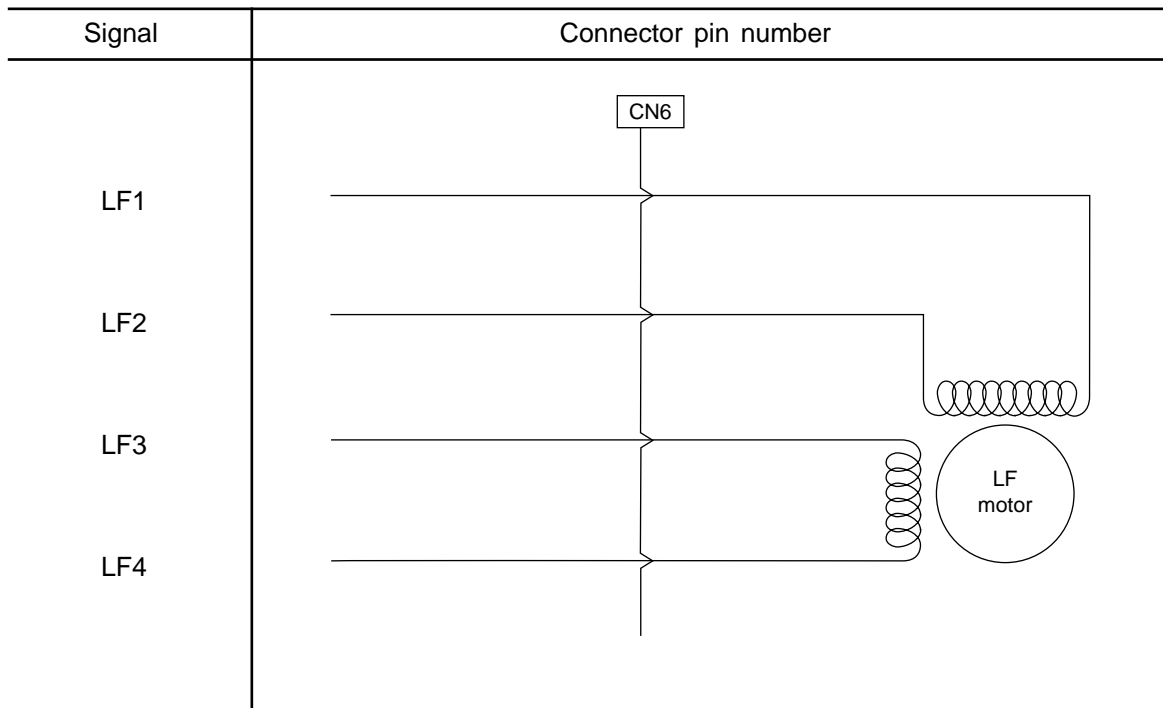 Signal
Connector pin number
CN6
LF1
LF2
LF3
LF
motor
LF4